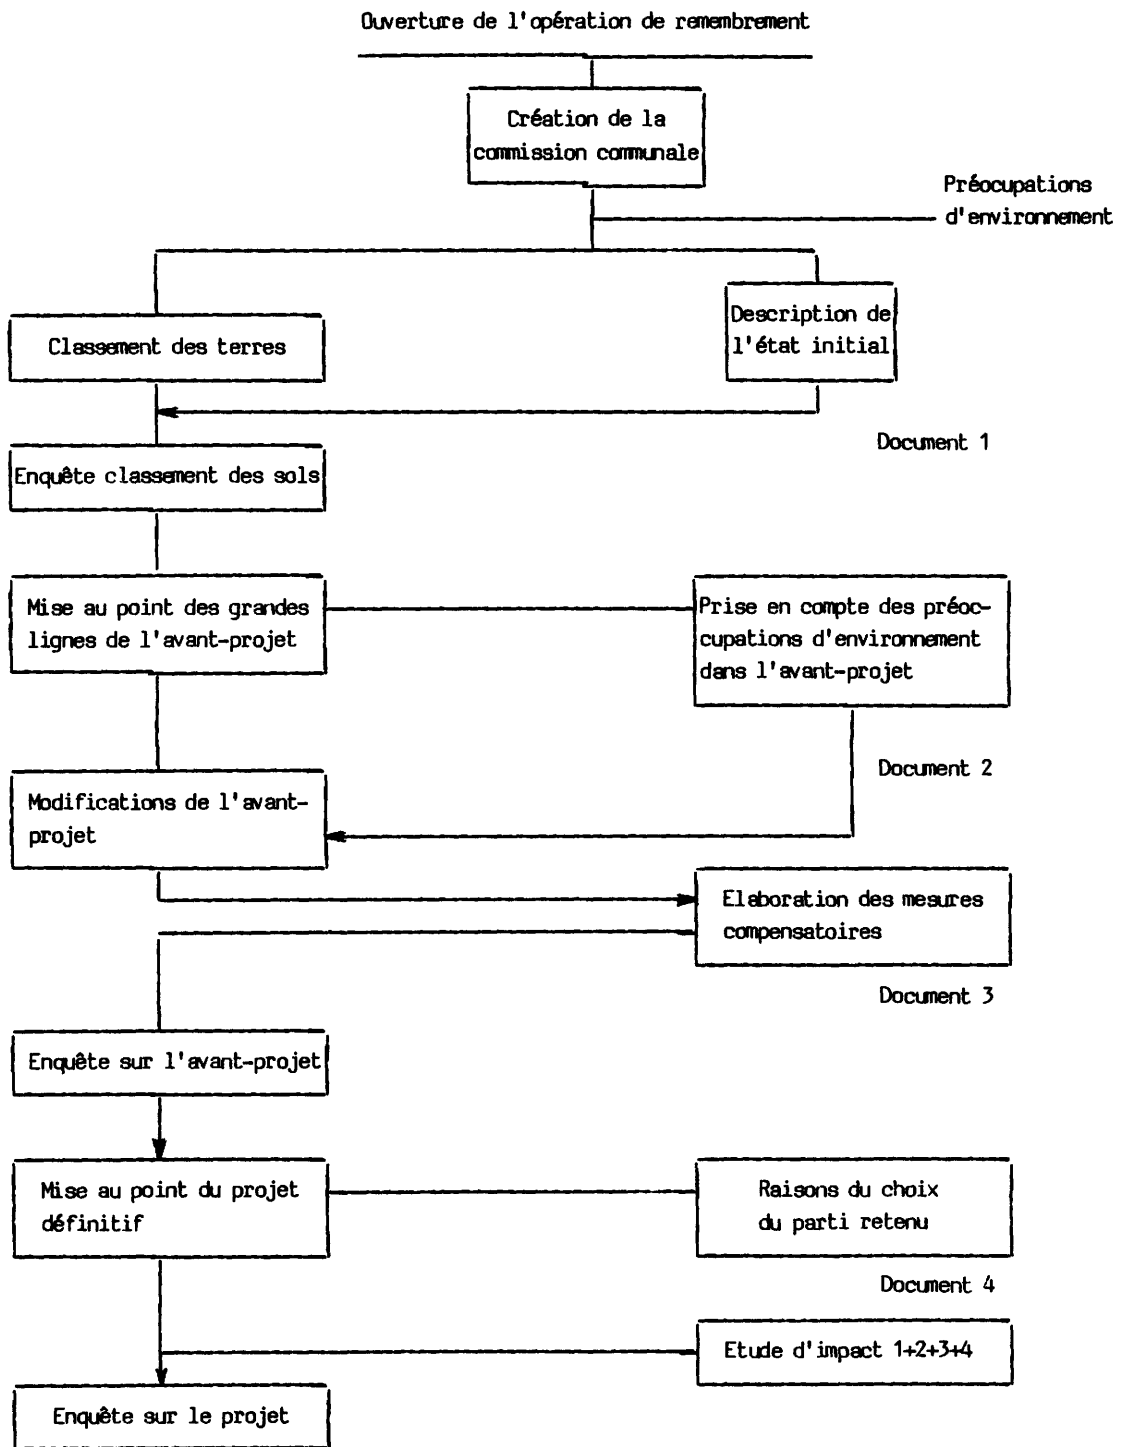 Ouverture de l'opération de remembrement
Création de la
commission communale
Préocupations
d'environnement
Description de
l'état initial
Classement des terres
Document 1
Enquête classement des sols
Mise au point des grandes
lignes de l'avant-projet
Prise en compte des préoc-
cupations d'environnement
dans l'avant-projet
Document 2
Modifications de l'avant-
projet
Elaboration des mesures
compensatoires
Document 3
Enquête sur l'avant-projet
Mise au point du projet
définitif
Raisons du choix
du parti retenu
Document 4
Etude d'impact 1+2+3+4
Enquête sur le projet